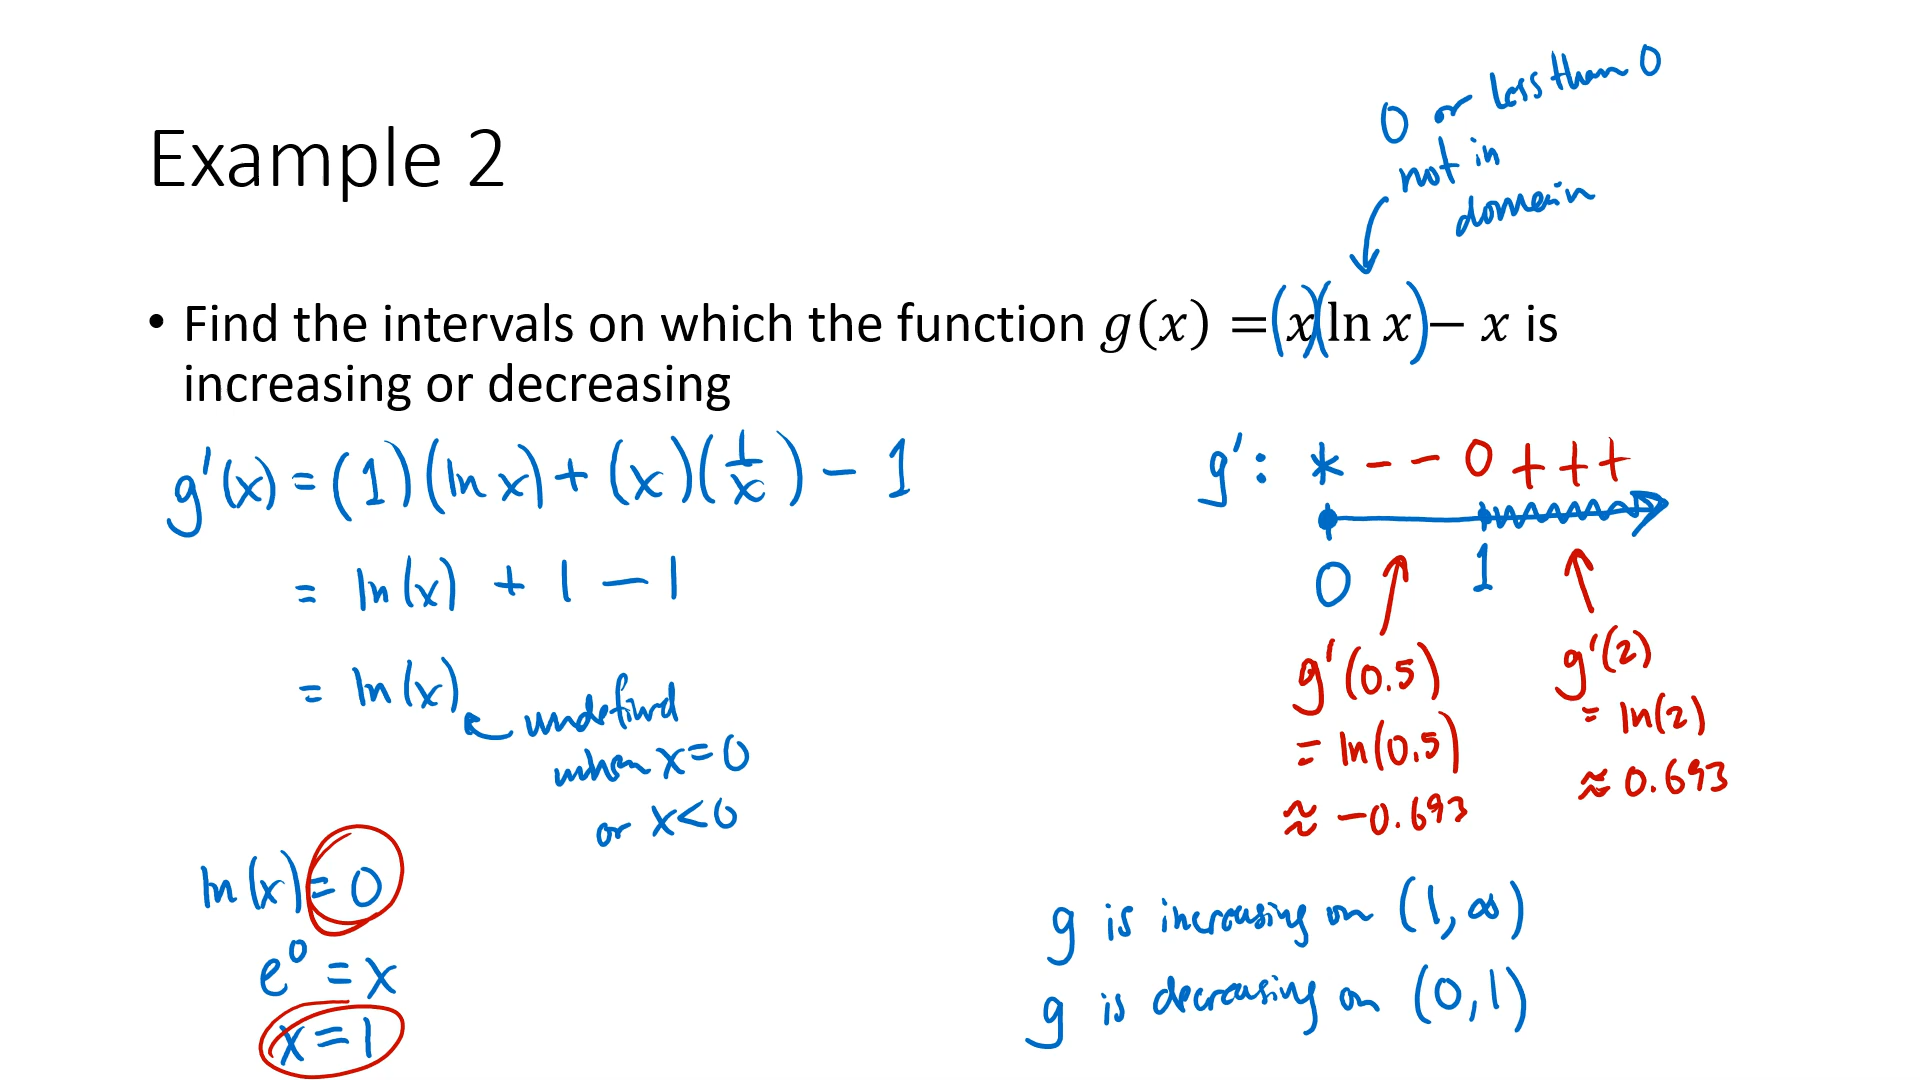 0 or less than 0
not in
domain
Example 2
• Find the intervals on which the function g(x) = (x)(ln x) − x is
increasing or decreasing
g'(x) = (1)(ln x) + (x)(1/x) − 1
= ln(x) + 1 − 1
= ln(x)
undefined
when x=0
or x<0
ln(x) = 0
e⁰ = x
x = 1
g': * - - 0 + + +
0 1
g'(0.5)
= ln(0.5)
≈ −0.693
g'(2)
= ln(2)
≈ 0.693
g is increasing on (1, ∞)
g is decreasing on (0,1)